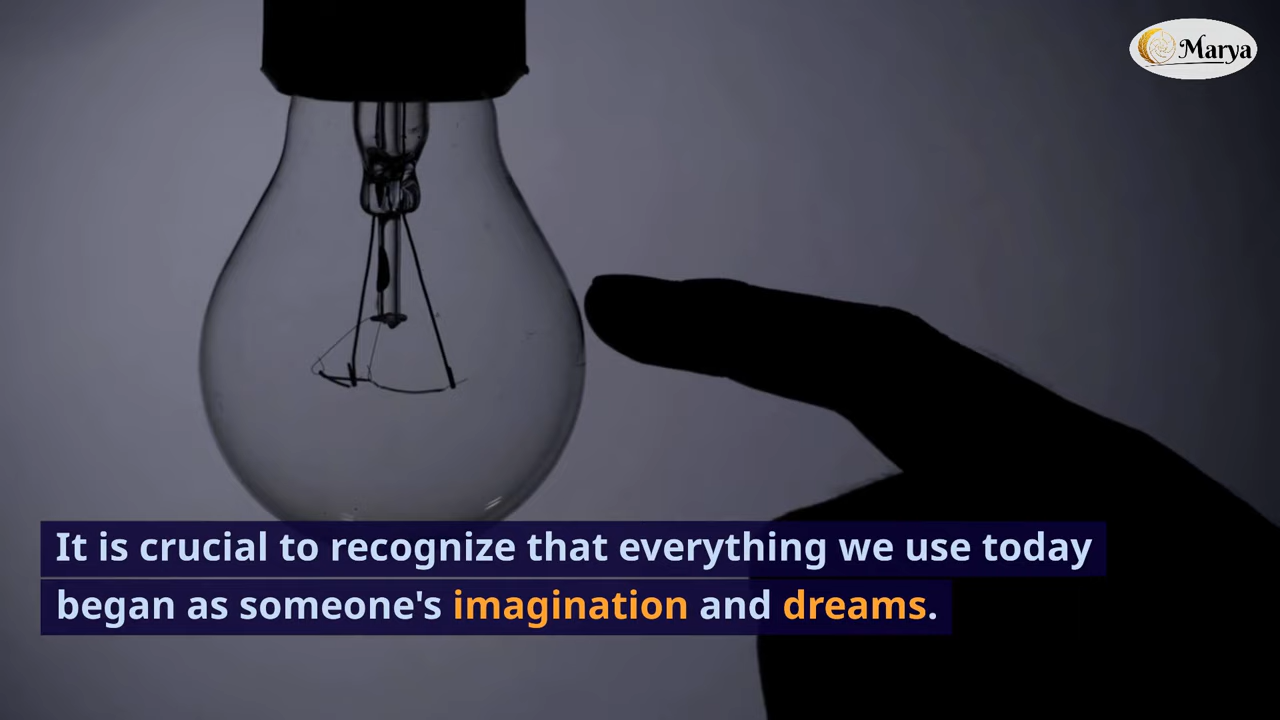 Marya
It is crucial to recognize that everything we use today
began as someone's imagination and dreams.